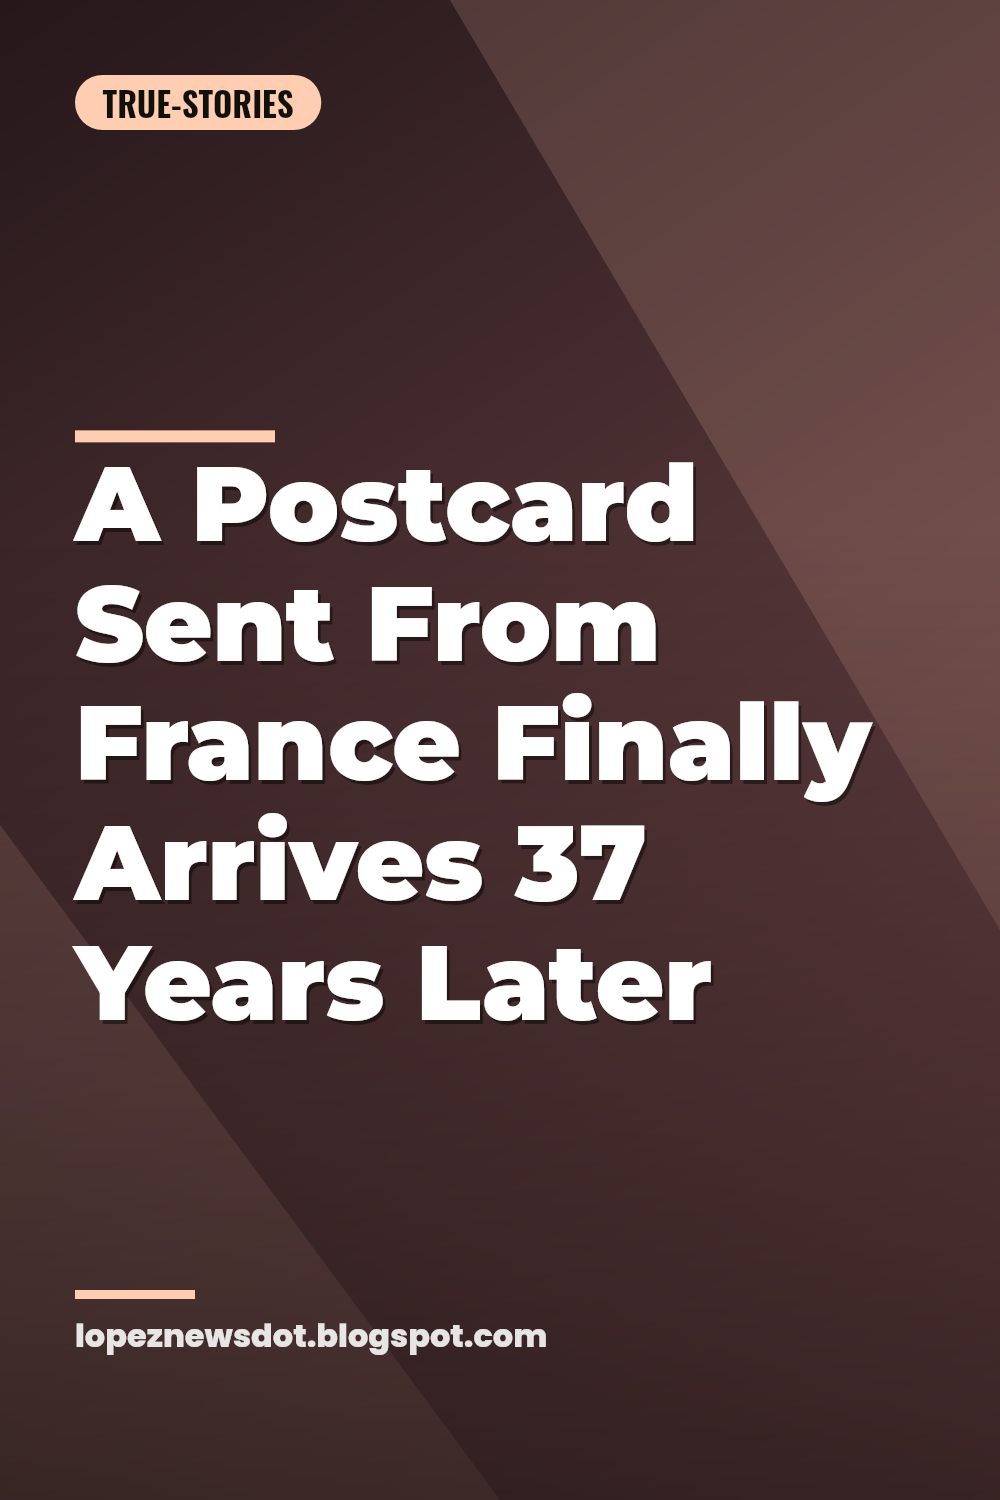 TRUE-STORIES
A Postcard
Sent From
France Finally
Arrives 37
Years Later
lopeznewsdot.blogspot.com